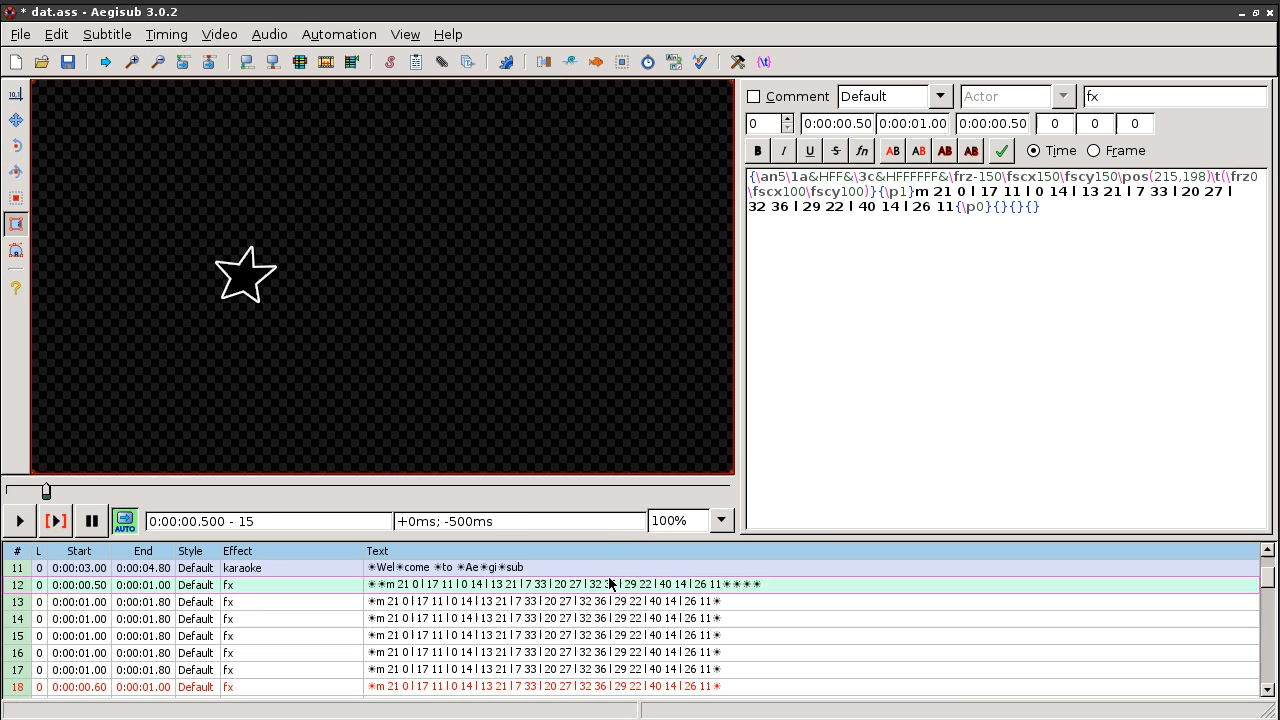 * dat.ass - Aegisub 3.0.2
File Edit Subtitle Timing Video Audio Automation View Help
Comment Default Actor fx
0 0:00:00.50 0:00:01.00 0:00:00.50 0 0 0
B I U S fn AB AB AB AB Time Frame
{\an5\1a&HFF&\3c&HFFFFFF&\frz-150\fscx150\fscy150\pos(215,198)\t(\frz0
\fscx100\fscy100)}{\p1}m 21 0 l 17 11 l 0 14 l 13 21 l 7 33 l 20 27 l
32 36 l 29 22 l 40 14 l 26 11{\p0}{}{}{}
AUTO 0:00:00.500 - 15 +0ms; -500ms 100%
# L Start End Style Effect Text
11 0 0:00:03.00 0:00:04.80 Default karaoke ☀Wel☀come ☀to ☀Ae☀gi☀sub
12 0 0:00:00.50 0:00:01.00 Default fx ☀☀m 21 0 l 17 11 l 0 14 l 13 21 l 7 33 l 20 27 l 32 36 l 29 22 l 40 14 l 26 11☀☀☀☀
13 0 0:00:01.00 0:00:01.80 Default fx ☀m 21 0 l 17 11 l 0 14 l 13 21 l 7 33 l 20 27 l 32 36 l 29 22 l 40 14 l 26 11☀
14 0 0:00:01.00 0:00:01.80 Default fx ☀m 21 0 l 17 11 l 0 14 l 13 21 l 7 33 l 20 27 l 32 36 l 29 22 l 40 14 l 26 11☀
15 0 0:00:01.00 0:00:01.80 Default fx ☀m 21 0 l 17 11 l 0 14 l 13 21 l 7 33 l 20 27 l 32 36 l 29 22 l 40 14 l 26 11☀
16 0 0:00:01.00 0:00:01.80 Default fx ☀m 21 0 l 17 11 l 0 14 l 13 21 l 7 33 l 20 27 l 32 36 l 29 22 l 40 14 l 26 11☀
17 0 0:00:01.00 0:00:01.80 Default fx ☀m 21 0 l 17 11 l 0 14 l 13 21 l 7 33 l 20 27 l 32 36 l 29 22 l 40 14 l 26 11☀
18 0 0:00:00.60 0:00:01.00 Default fx ☀m 21 0 l 17 11 l 0 14 l 13 21 l 7 33 l 20 27 l 32 36 l 29 22 l 40 14 l 26 11☀